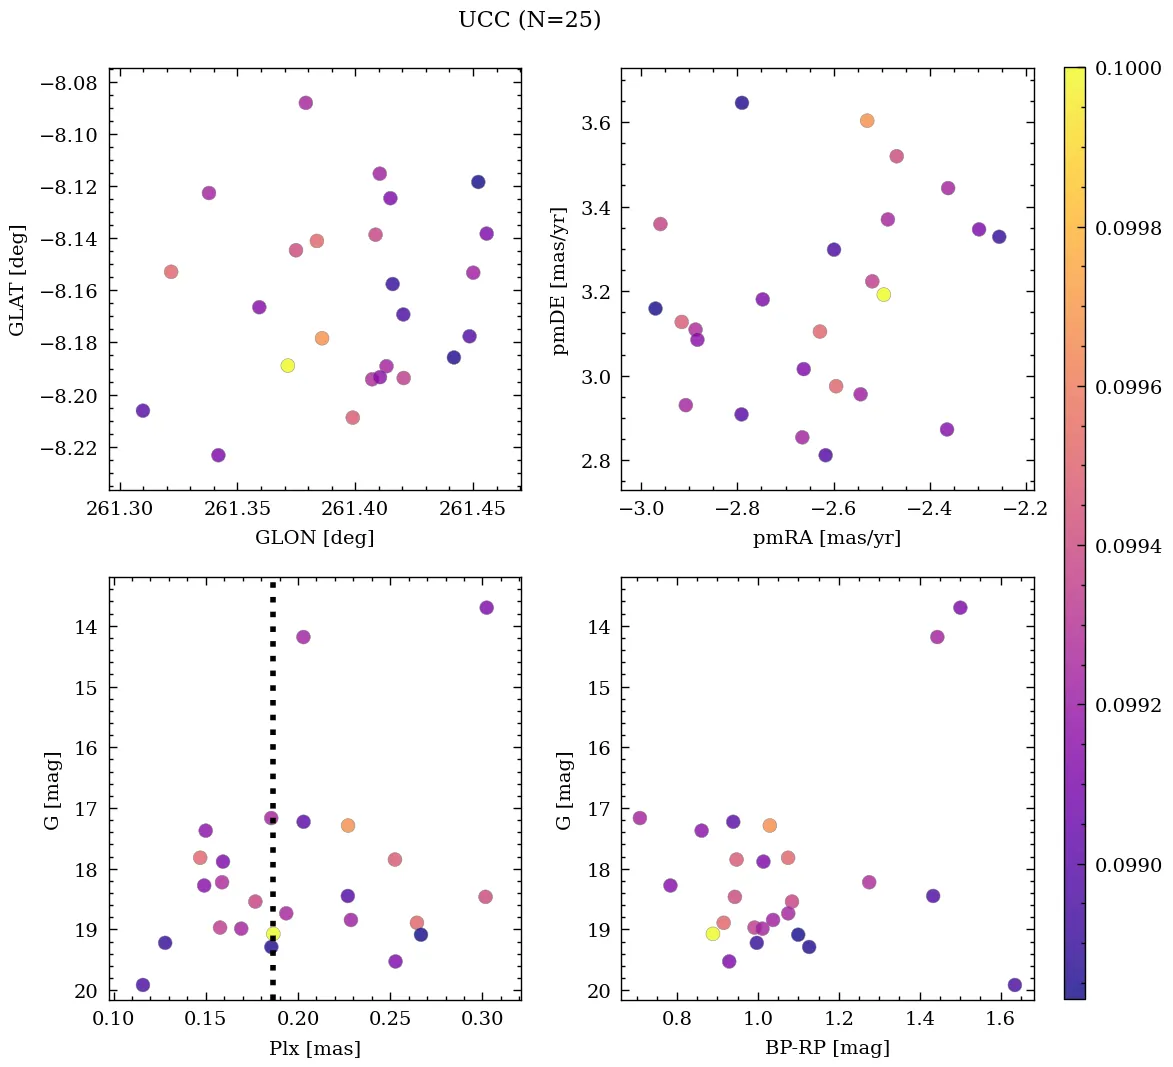 UCC (N=25)
−8.08
−8.10
−8.12
−8.14
−8.16
−8.18
−8.20
−8.22
GLAT [deg]
261.30 261.35 261.40 261.45
GLON [deg]
3.6
3.4
3.2
3.0
2.8
pmDE [mas/yr]
−3.0 −2.8 −2.6 −2.4 −2.2
pmRA [mas/yr]
14
15
16
17
18
19
20
G [mag]
0.10 0.15 0.20 0.25 0.30
Plx [mas]
14
15
16
17
18
19
20
G [mag]
0.8 1.0 1.2 1.4 1.6
BP-RP [mag]
0.1000
0.0998
0.0996
0.0994
0.0992
0.0990